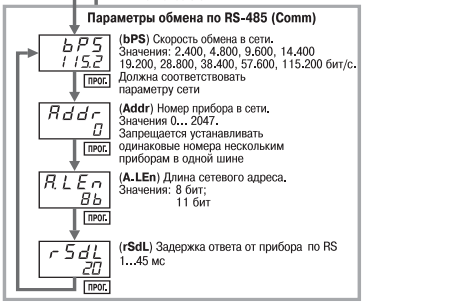 Параметры обмена по RS-485 (Comm)
bPS
115.2
ПРОГ.
(bPS) Скорость обмена в сети.
Значения: 2.400, 4.800, 9.600, 14.400
19.200, 28.800, 38.400, 57.600, 115.200 бит/с.
Должна соответствовать
параметру сети
Addr
0
ПРОГ.
(Addr) Номер прибора в сети.
Значения 0... 2047.
Запрещается устанавливать
одинаковые номера нескольким
приборам в одной шине
A.LEn
8b
ПРОГ.
(A.LEn) Длина сетевого адреса.
Значения: 8 бит;
11 бит
rSdL
20
ПРОГ.
(rSdL) Задержка ответа от прибора по RS
1...45 мс